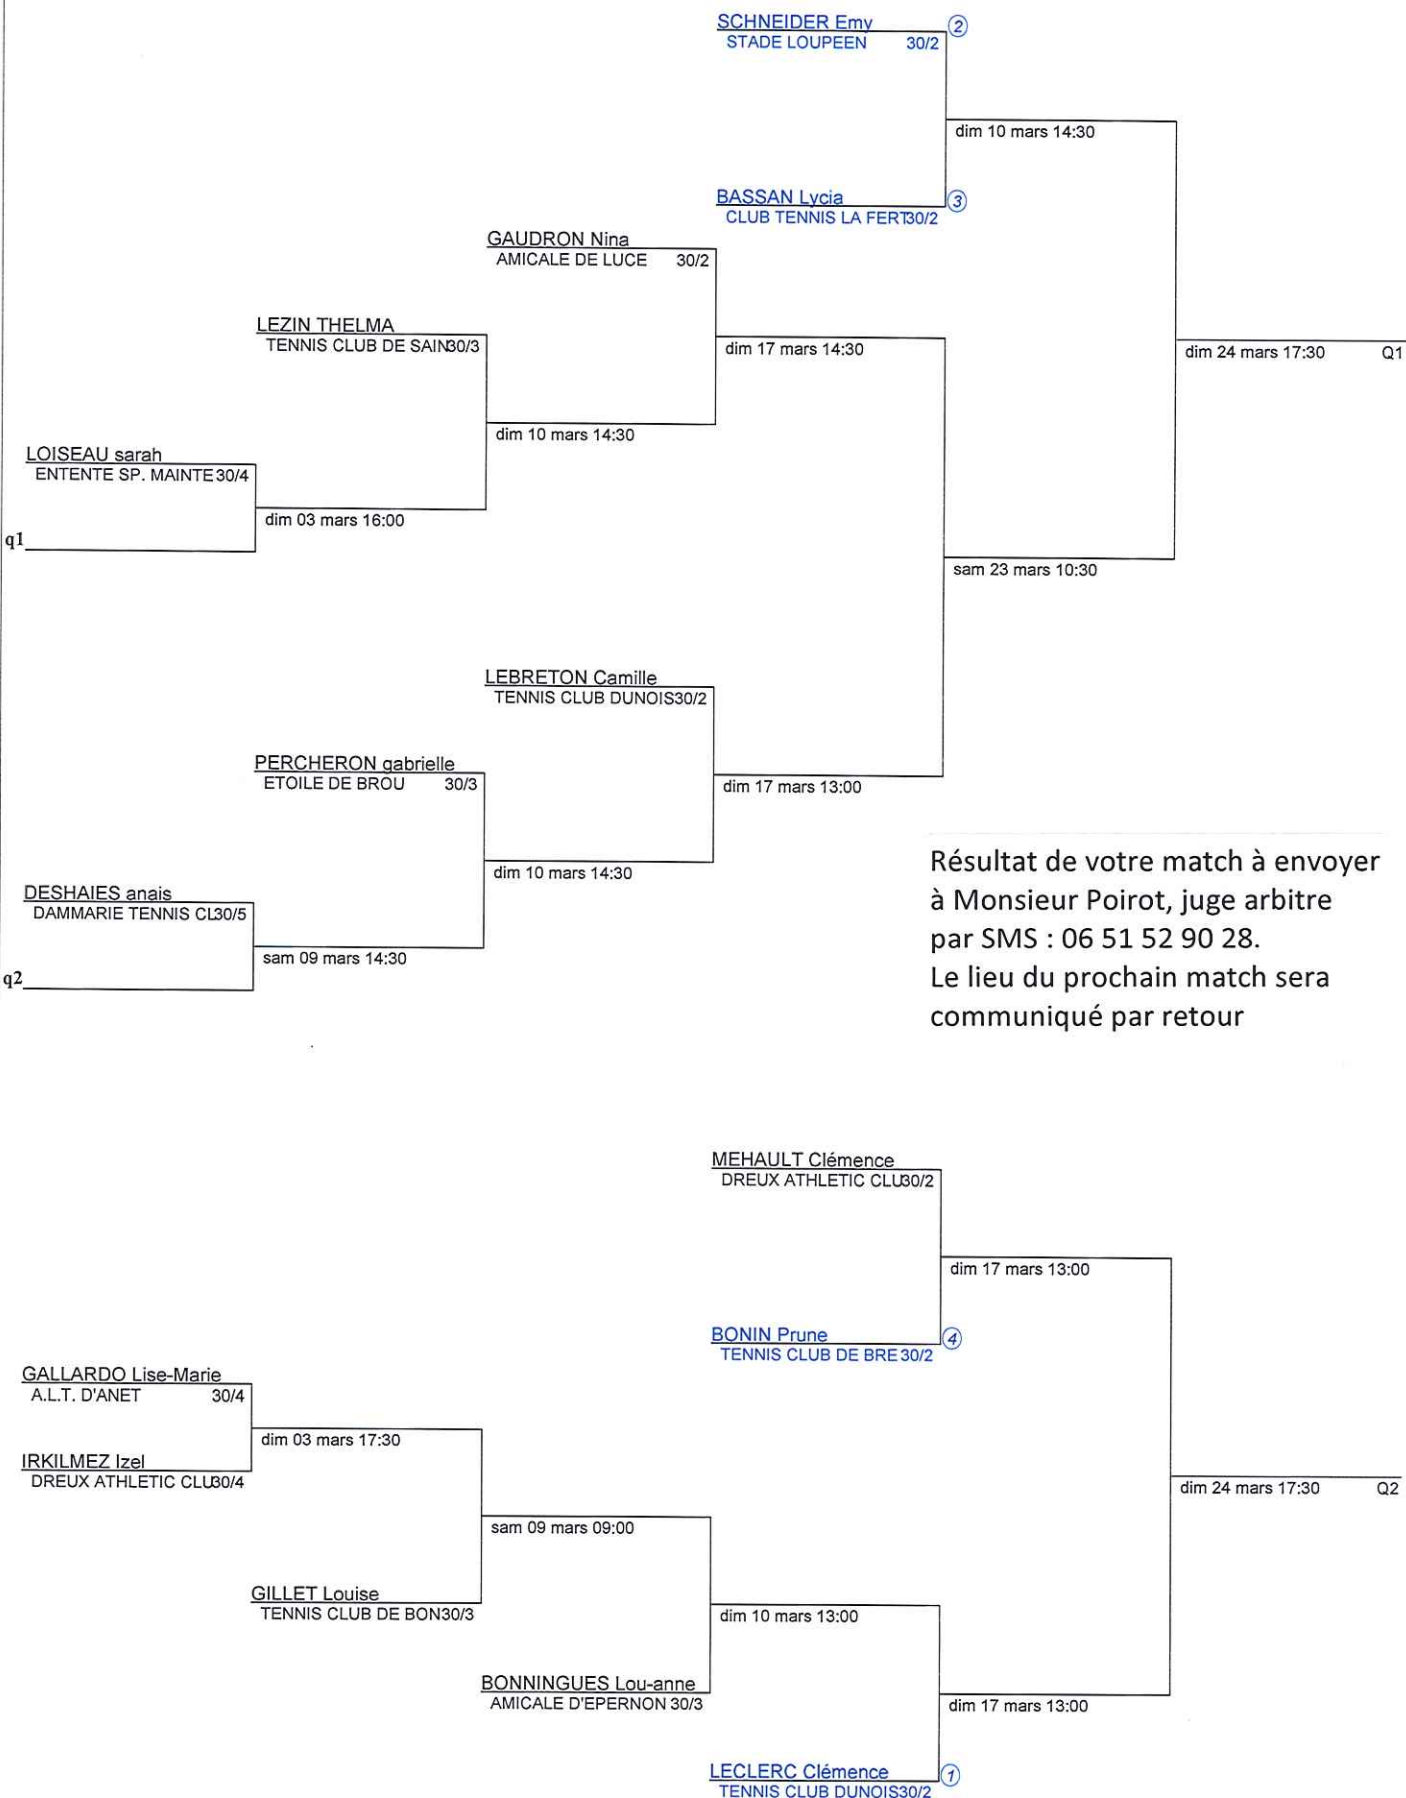 SCHNEIDER Emy 2
STADE LOUPEEN 30/2
dim 10 mars 14:30
BASSAN Lycia 3
CLUB TENNIS LA FERT30/2
GAUDRON Nina
AMICALE DE LUCE 30/2
LEZIN THELMA
TENNIS CLUB DE SAIN30/3
dim 17 mars 14:30
dim 24 mars 17:30 Q1
dim 10 mars 14:30
LOISEAU sarah
ENTENTE SP. MAINTE 30/4
dim 03 mars 16:00
q1
sam 23 mars 10:30
LEBRETON Camille
TENNIS CLUB DUNOIS30/2
PERCHERON gabrielle
ETOILE DE BROU 30/3
dim 17 mars 13:00
dim 10 mars 14:30
DESHAIES anais
DAMMARIE TENNIS CL30/5
sam 09 mars 14:30
q2
Résultat de votre match à envoyer
à Monsieur Poirot, juge arbitre
par SMS : 06 51 52 90 28.
Le lieu du prochain match sera
communiqué par retour
MEHAULT Clémence
DREUX ATHLETIC CLU30/2
dim 17 mars 13:00
BONIN Prune 4
TENNIS CLUB DE BRE 30/2
GALLARDO Lise-Marie
A.L.T. D'ANET 30/4
dim 03 mars 17:30
IRKILMEZ Izel
DREUX ATHLETIC CLU30/4
dim 24 mars 17:30 Q2
sam 09 mars 09:00
GILLET Louise
TENNIS CLUB DE BON30/3
dim 10 mars 13:00
BONNINGUES Lou-anne
AMICALE D'EPERNON 30/3
dim 17 mars 13:00
LECLERC Clémence 1
TENNIS CLUB DUNOIS30/2